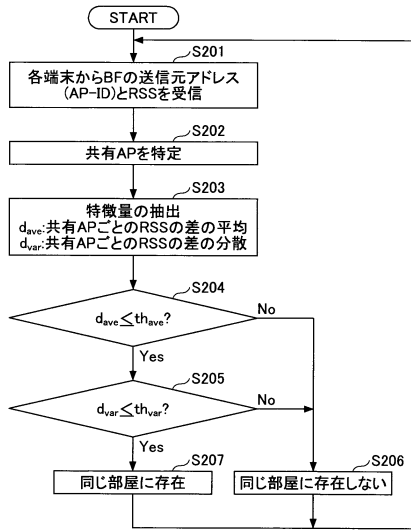 START
S201
各端末からBFの送信元アドレス
(AP-ID)とRSSを受信
S202
共有APを特定
S203
特徴量の抽出
dave:共有APごとのRSSの差の平均
dvar:共有APごとのRSSの差の分散
S204
dave≦thave?
No
Yes
S205
dvar≦thvar?
No
Yes
S207
同じ部屋に存在
S206
同じ部屋に存在しない